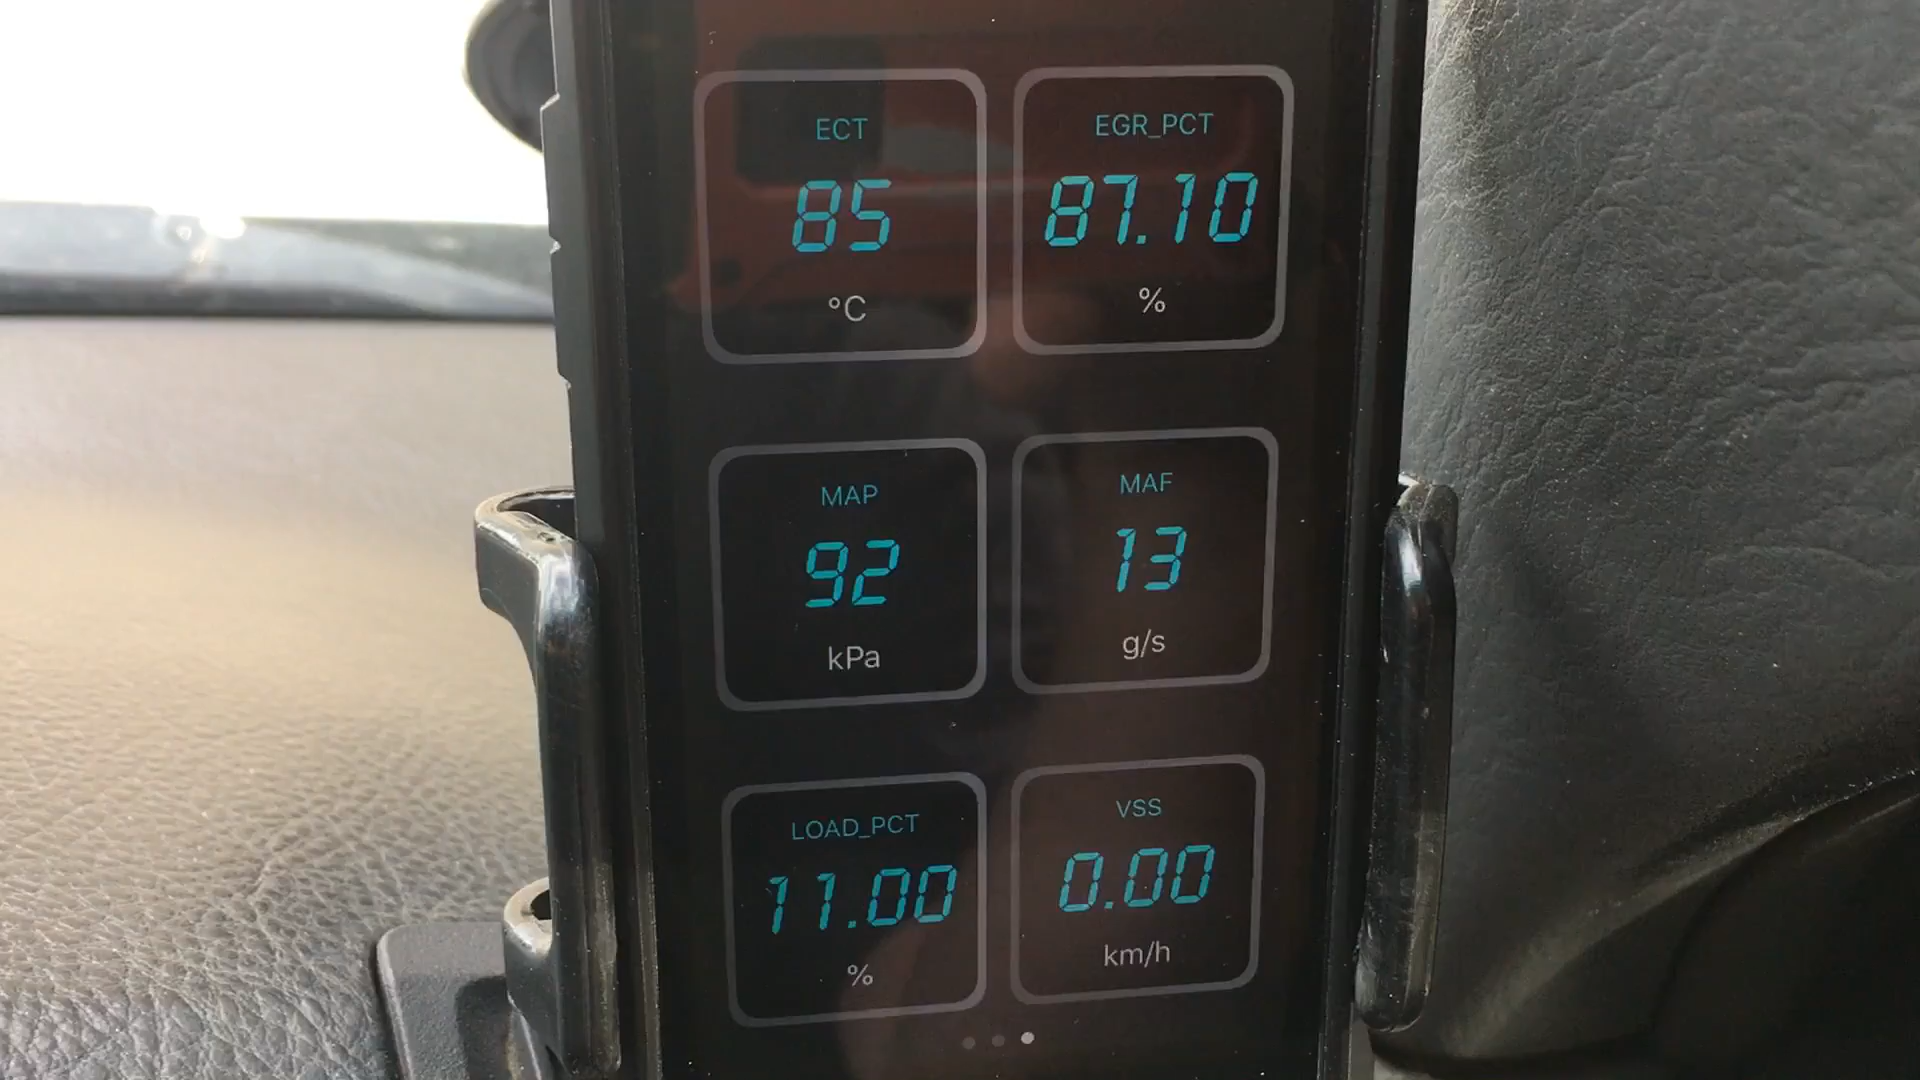 ECT
85
°C
EGR_PCT
87.10
%
MAP
92
kPa
MAF
13
g/s
LOAD_PCT
11.00
%
VSS
0.00
km/h